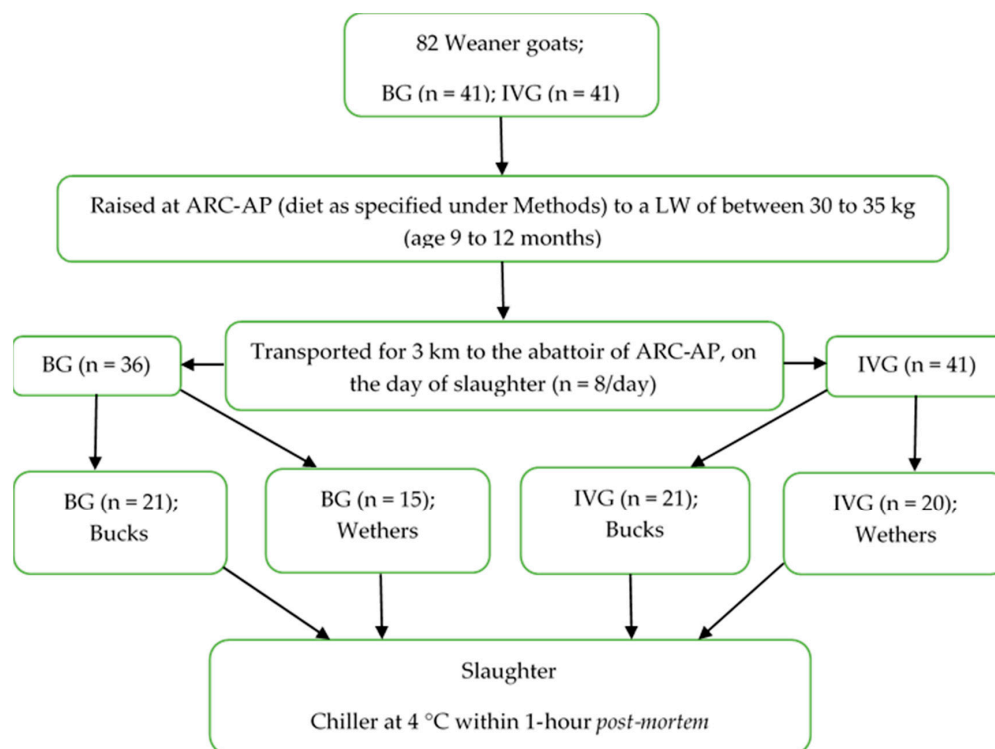 82 Weaner goats;
BG (n = 41); IVG (n = 41)
Raised at ARC-AP (diet as specified under Methods) to a LW of between 30 to 35 kg
(age 9 to 12 months)
BG (n = 36)
Transported for 3 km to the abattoir of ARC-AP, on
the day of slaughter (n = 8/day)
IVG (n = 41)
BG (n = 21);
Bucks
BG (n = 15);
Wethers
IVG (n = 21);
Bucks
IVG (n = 20);
Wethers
Slaughter
Chiller at 4 °C within 1-hour post-mortem